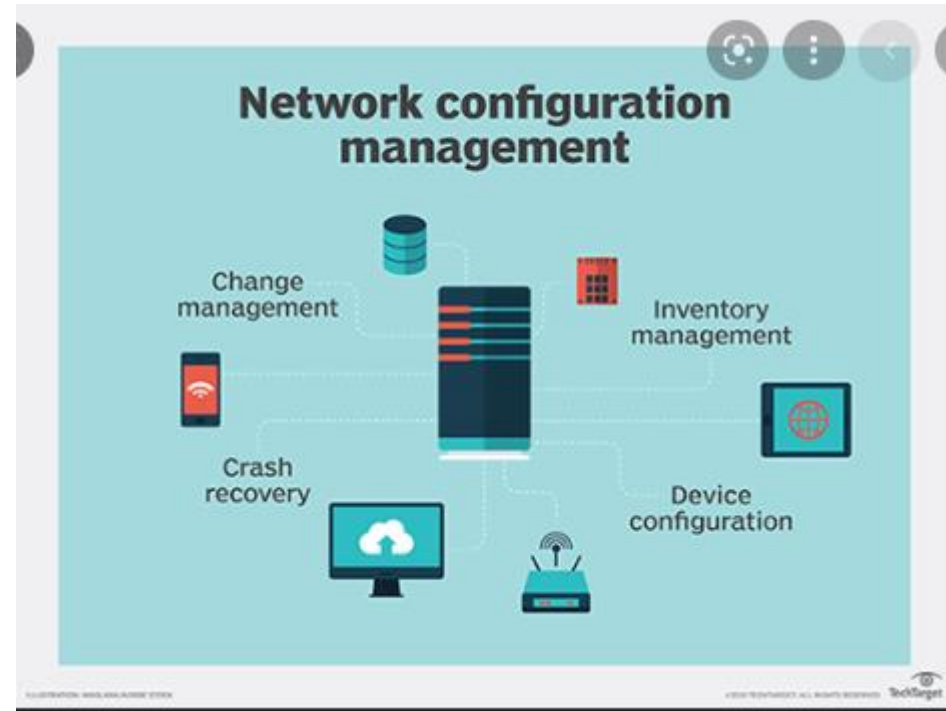 Network configuration
management
Change
management
Inventory
management
Crash
recovery
Device
configuration
TechTarget